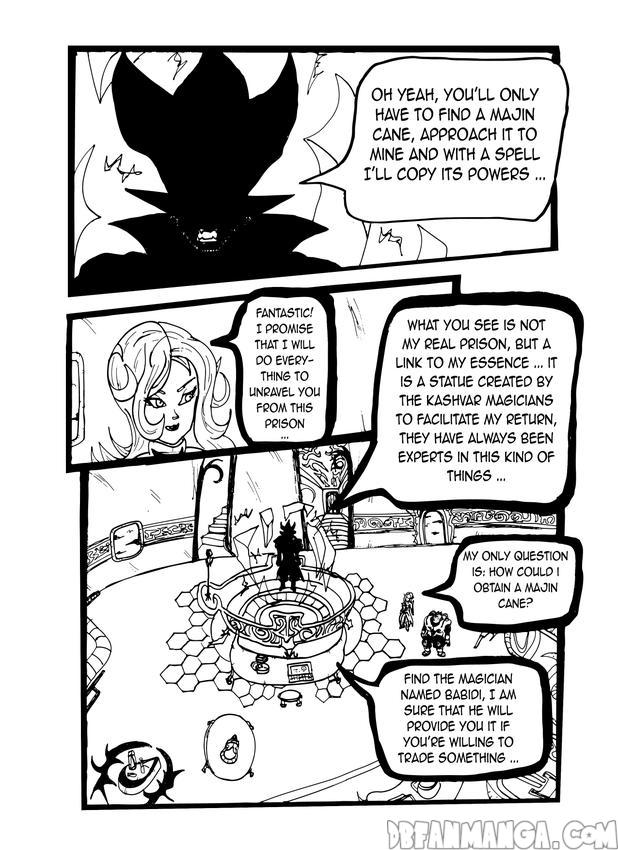 OH YEAH, YOU'LL ONLY
HAVE TO FIND A MAJIN
CANE, APPROACH IT TO
MINE AND WITH A SPELL
I'LL COPY ITS POWERS ...
FANTASTIC!
I PROMISE
THAT I WILL
DO EVERY-
THING TO
UNRAVEL YOU
FROM THIS
PRISON
...
WHAT YOU SEE IS NOT
MY REAL PRISON, BUT A
LINK TO MY ESSENCE ... IT
IS A STATUE CREATED BY
THE KASHVAR MAGICIANS
TO FACILITATE MY RETURN,
THEY HAVE ALWAYS BEEN
EXPERTS IN THIS KIND OF
THINGS ...
MY ONLY QUESTION
IS: HOW COULD I
OBTAIN A MAJIN
CANE?
FIND THE MAGICIAN
NAMED BABIDI, I AM
SURE THAT HE WILL
PROVIDE YOU IT IF
YOU'RE WILLING TO
TRADE SOMETHING ...
DBFANMANGA.COM